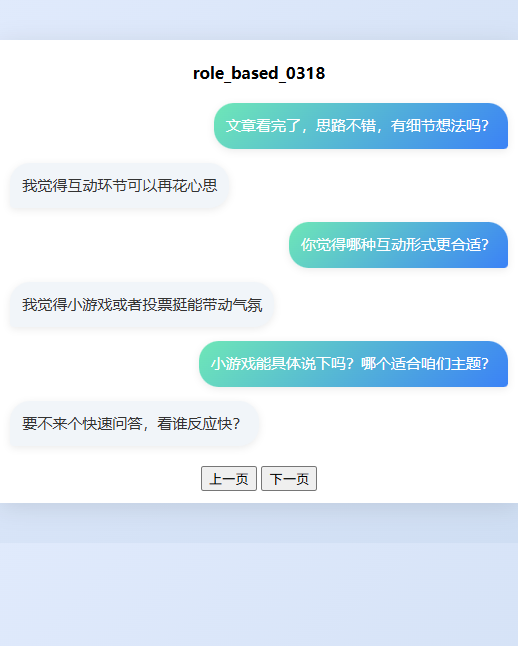 role_based_0318
文章看完了，思路不错，有细节想法吗？
我觉得互动环节可以再花心思
你觉得哪种互动形式更合适？
我觉得小游戏或者投票挺能带动气氛
小游戏能具体说下吗？哪个适合咱们主题？
要不来个快速问答，看谁反应快？
上一页 下一页